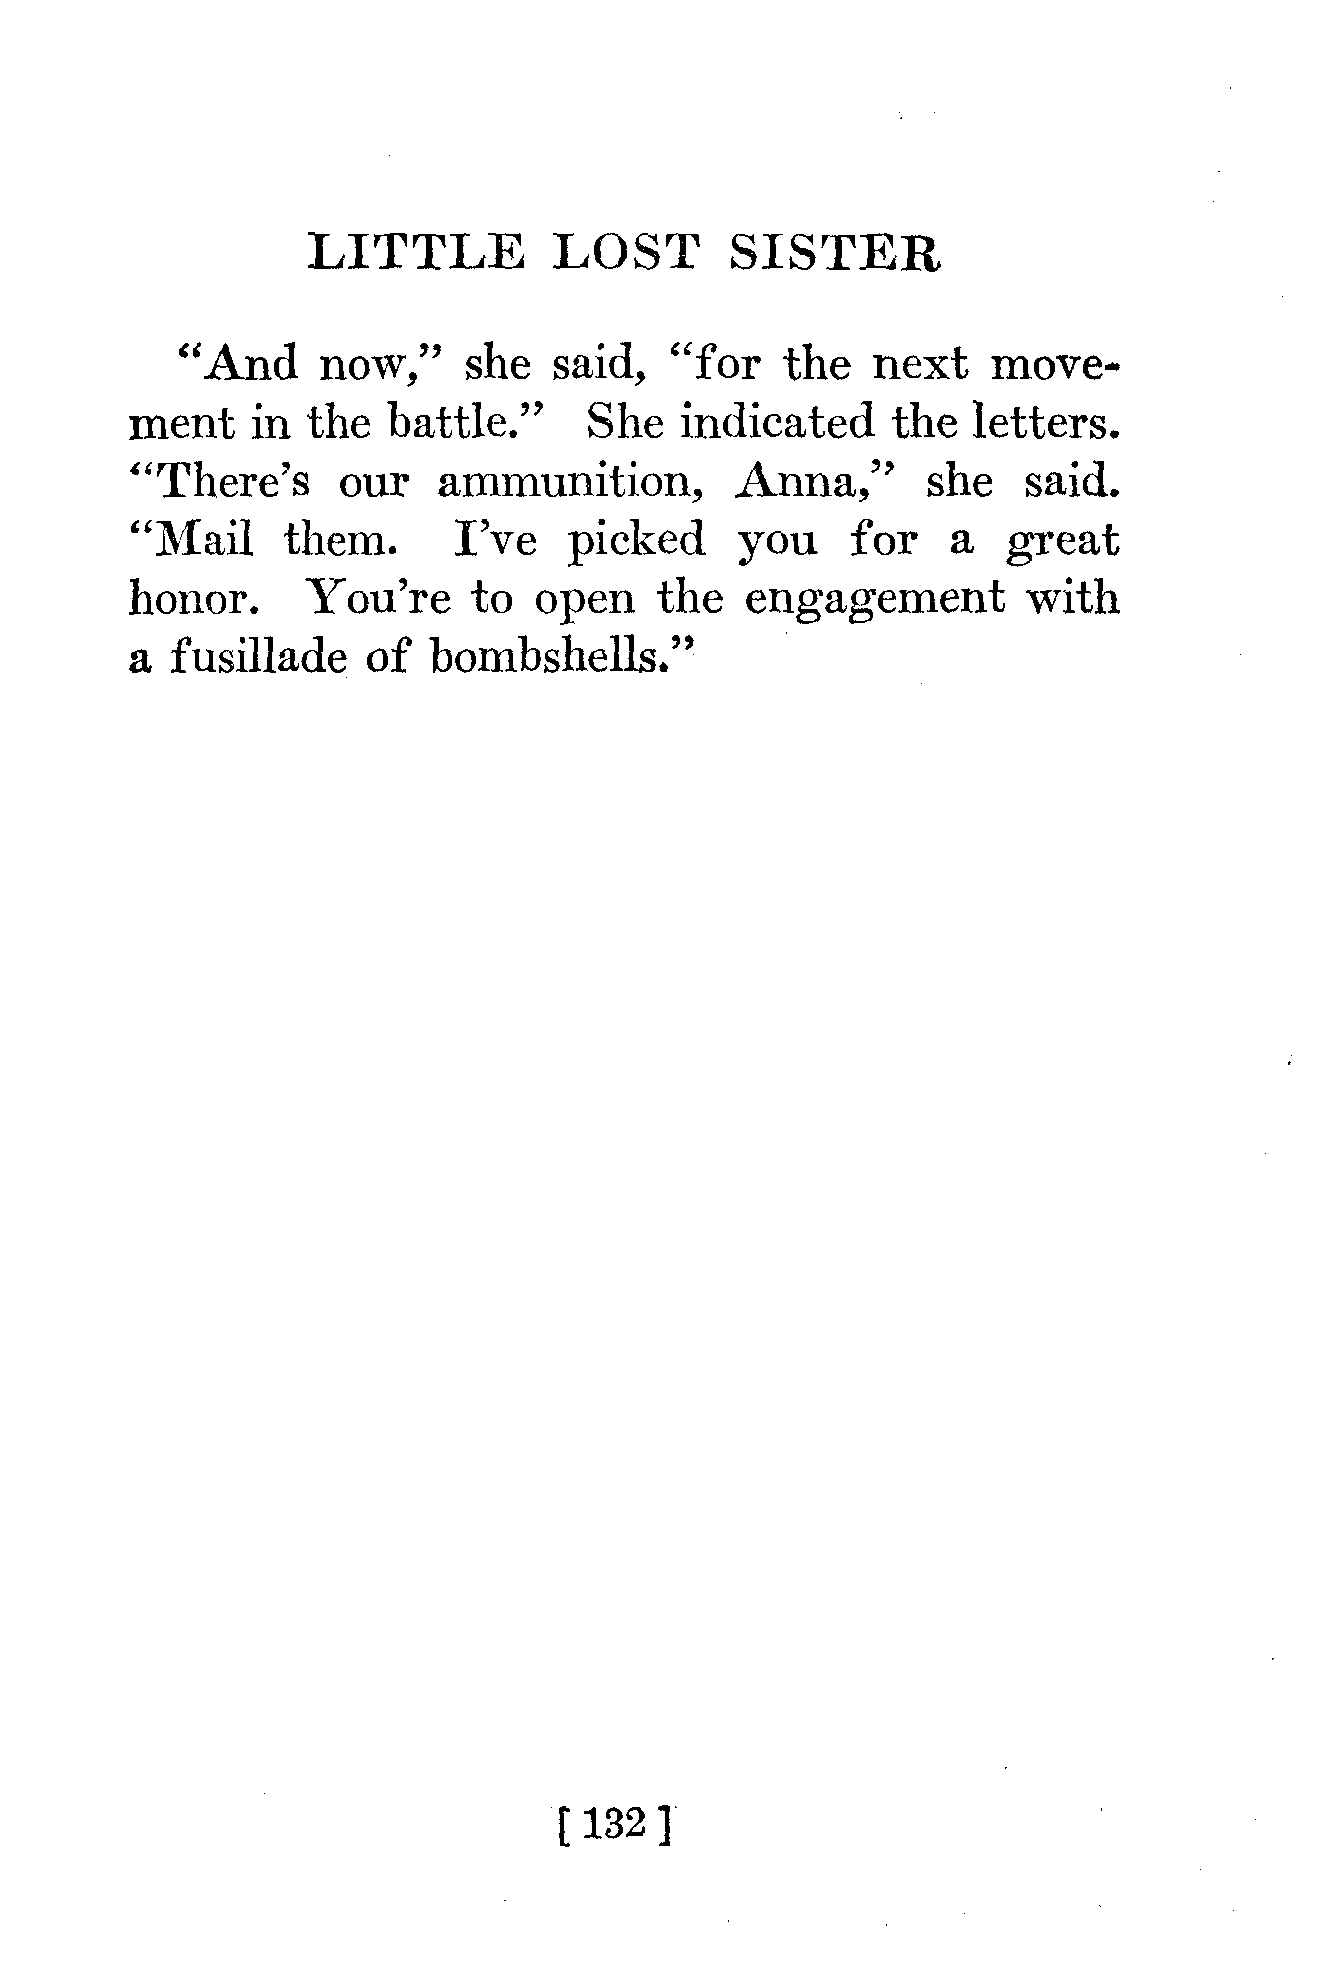 LITTLE LOST SISTER
“And now,” she said, “for the next move-
ment in the battle.” She indicated the letters.
“There’s our ammunition, Anna,” she said.
“Mail them. I’ve picked you for a great
honor. You’re to open the engagement with
a fusillade of bombshells.”
[ 132 ]